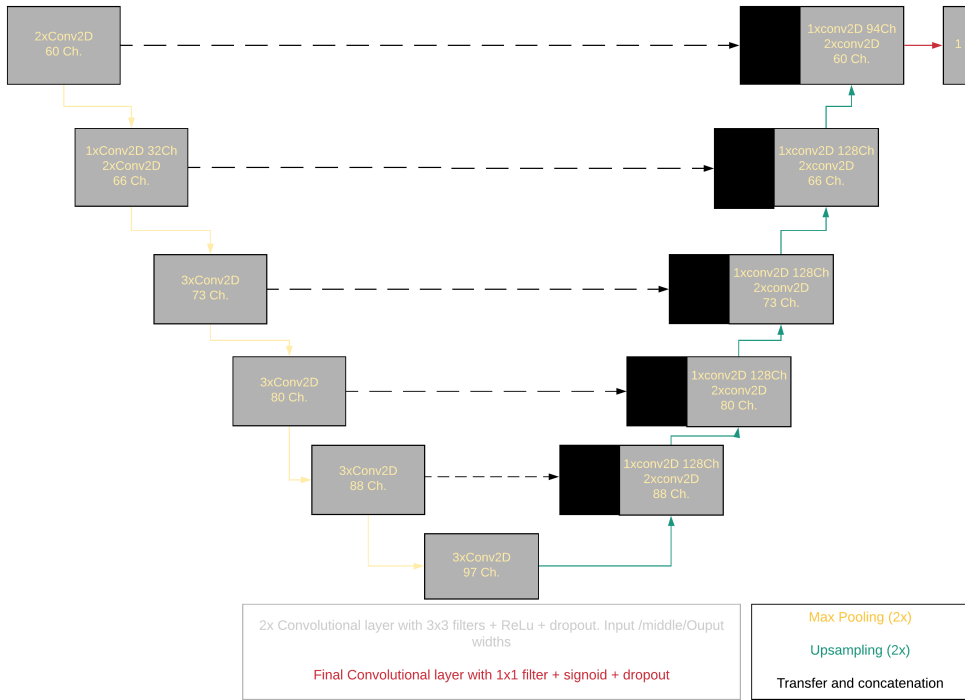 2xConv2D
60 Ch.
1xconv2D 94Ch
2xconv2D
60 Ch.
1
1xConv2D 32Ch
2xConv2D
66 Ch.
1xconv2D 128Ch
2xconv2D
66 Ch.
3xConv2D
73 Ch.
1xconv2D 128Ch
2xconv2D
73 Ch.
3xConv2D
80 Ch.
1xconv2D 128Ch
2xconv2D
80 Ch.
3xConv2D
88 Ch.
1xconv2D 128Ch
2xconv2D
88 Ch.
3xConv2D
97 Ch.
2x Convolutional layer with 3x3 filters + ReLu + dropout. Input /middle/Ouput
widths
Final Convolutional layer with 1x1 filter + signoid + dropout
Max Pooling (2x)
Upsampling (2x)
Transfer and concatenation